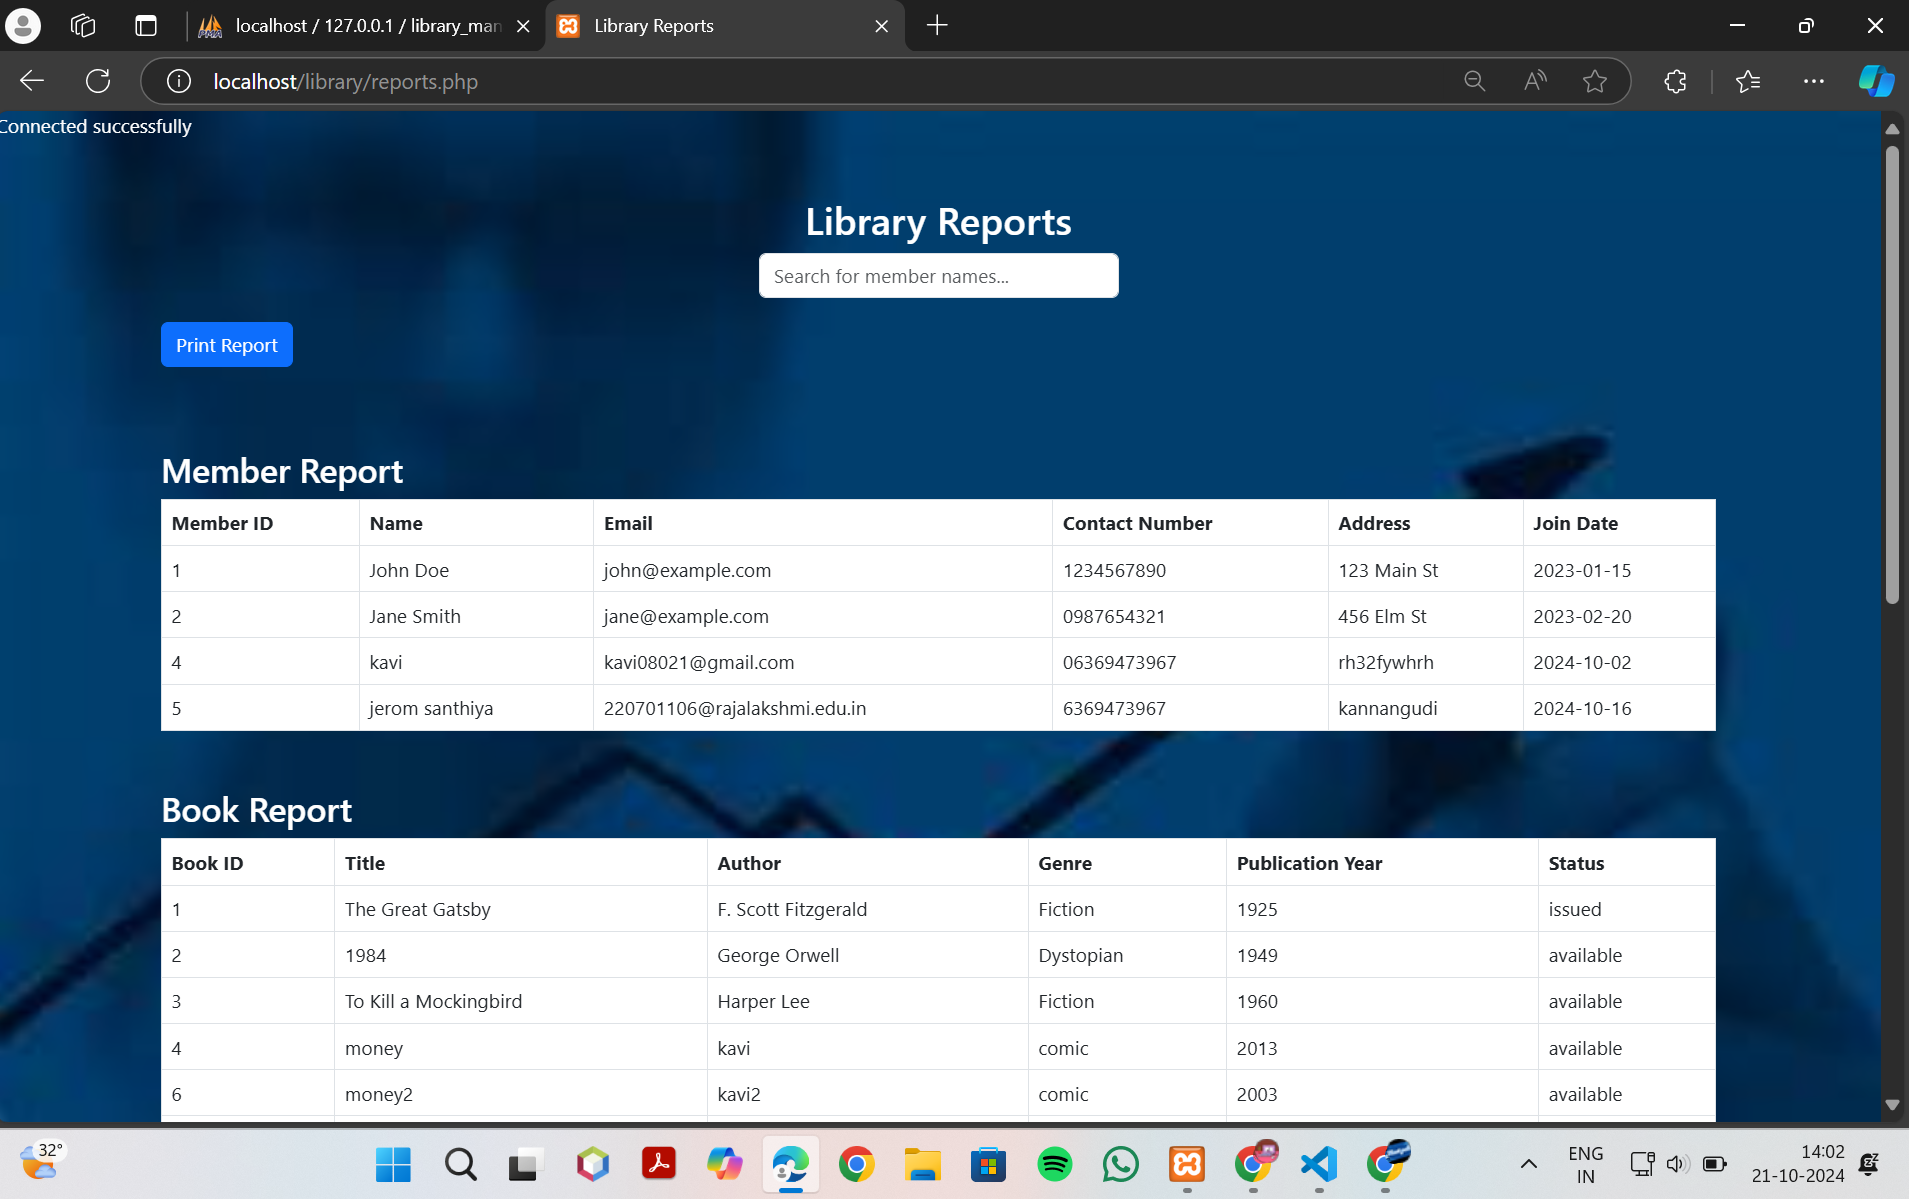 localhost / 127.0.0.1 / library_man
Library Reports
localhost/library/reports.php
Connected successfully
Library Reports
Search for member names...
Print Report
Member Report
Member ID Name Email Contact Number Address Join Date
1 John Doe john@example.com 1234567890 123 Main St 2023-01-15
2 Jane Smith jane@example.com 0987654321 456 Elm St 2023-02-20
4 kavi kavi08021@gmail.com 06369473967 rh32fywhrh 2024-10-02
5 jerom santhiya 220701106@rajalakshmi.edu.in 6369473967 kannangudi 2024-10-16
Book Report
Book ID Title Author Genre Publication Year Status
1 The Great Gatsby F. Scott Fitzgerald Fiction 1925 issued
2 1984 George Orwell Dystopian 1949 available
3 To Kill a Mockingbird Harper Lee Fiction 1960 available
4 money kavi comic 2013 available
6 money2 kavi2 comic 2003 available
32°
ENG
IN
14:02
21-10-2024